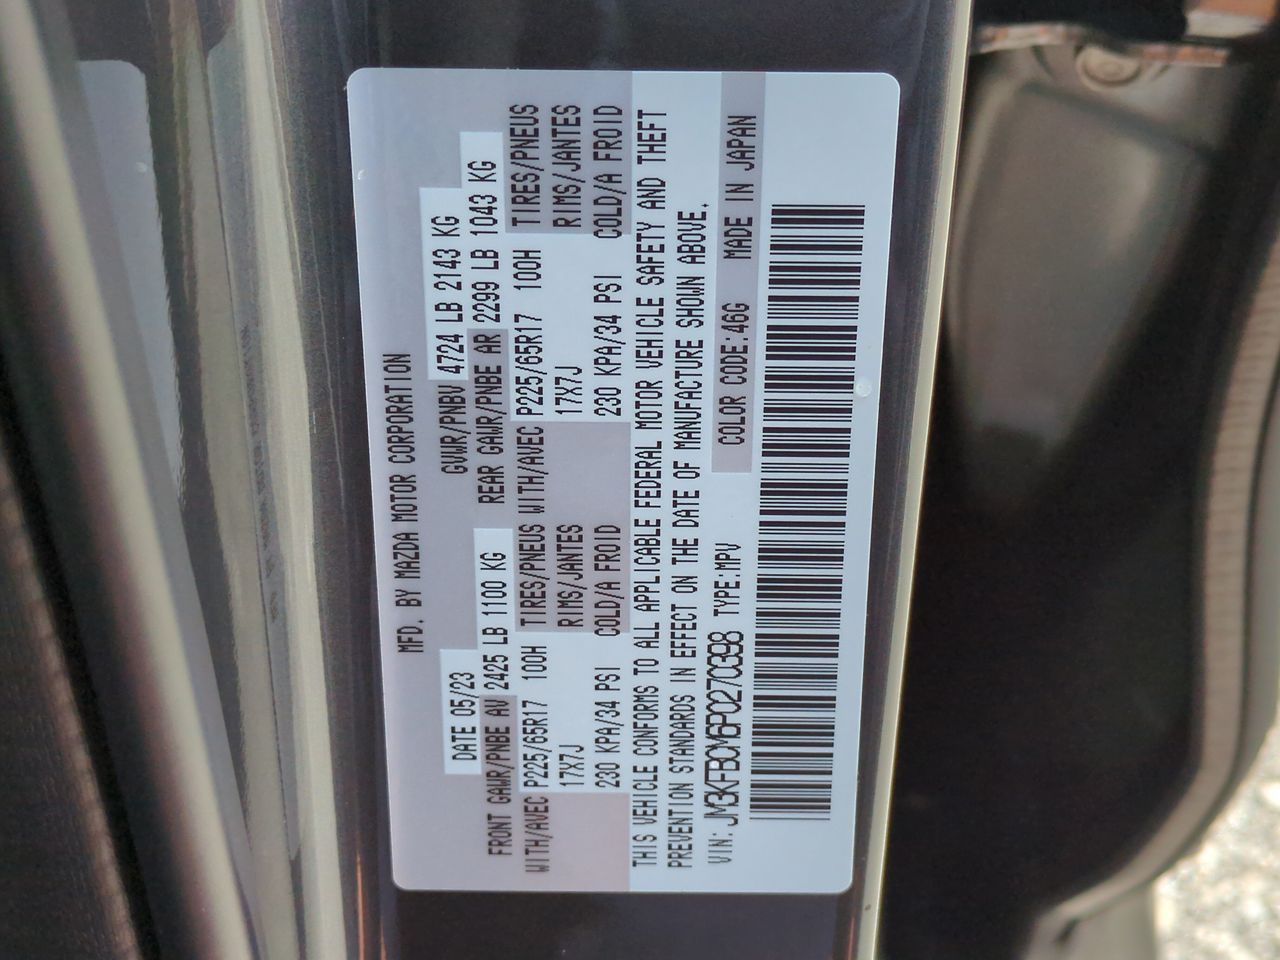 MFD. BY MAZDA MOTOR CORPORATION
DATE 05/23 GVWR/PNBV 4724 LB 2143 KG
FRONT GAWR/PNBE AV 2425 LB 1100 KG REAR GAWR/PNBE AR 2299 LB 1043 KG
WITH/AVEC P225/65R17 100H TIRES/PNEUS WITH/AVEC P225/65R17 100H TIRES/PNEUS
17X7J RIMS/JANTES 17X7J RIMS/JANTES
230 KPA/34 PSI COLD/A FROID 230 KPA/34 PSI COLD/A FROID
THIS VEHICLE CONFORMS TO ALL APPLICABLE FEDERAL MOTOR VEHICLE SAFETY AND THEFT
PREVENTION STANDARDS IN EFFECT ON THE DATE OF MANUFACTURE SHOWN ABOVE.
VIN: JM3KFBCM6P0270398 TYPE:MPV COLOR CODE:46G MADE IN JAPAN